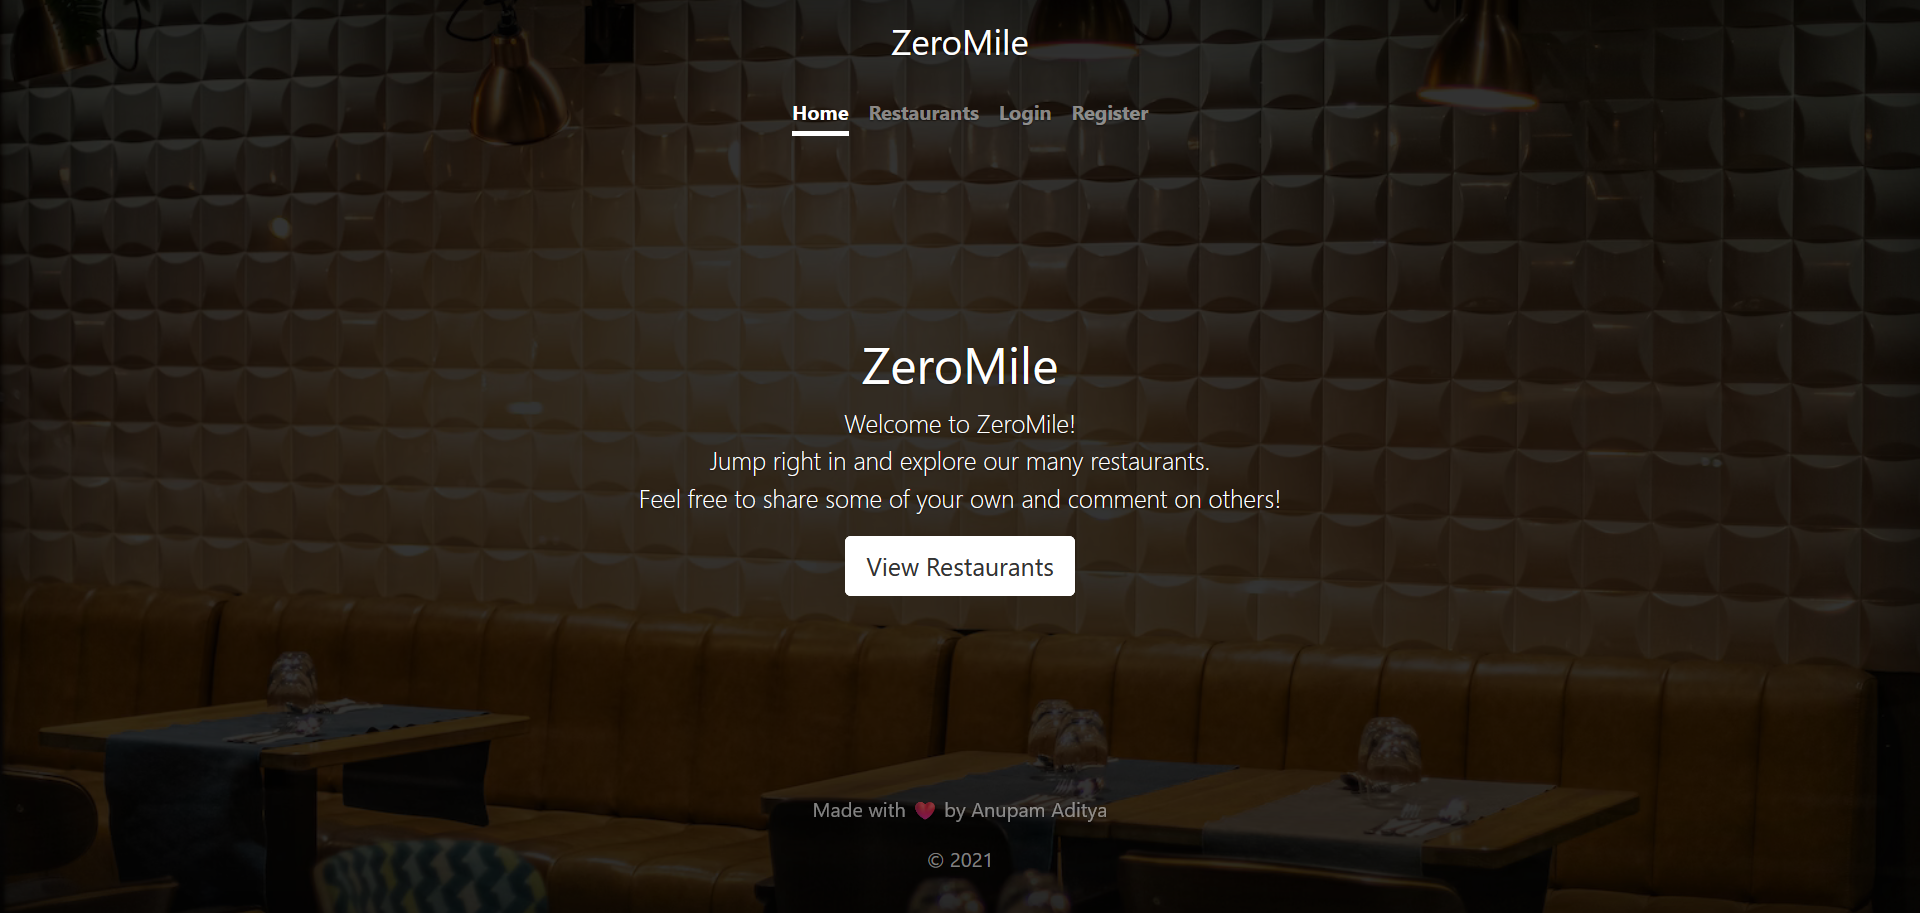 ZeroMile
Home Restaurants Login Register
ZeroMile
Welcome to ZeroMile!
Jump right in and explore our many restaurants.
Feel free to share some of your own and comment on others!
View Restaurants
Made with ❤️ by Anupam Aditya
© 2021